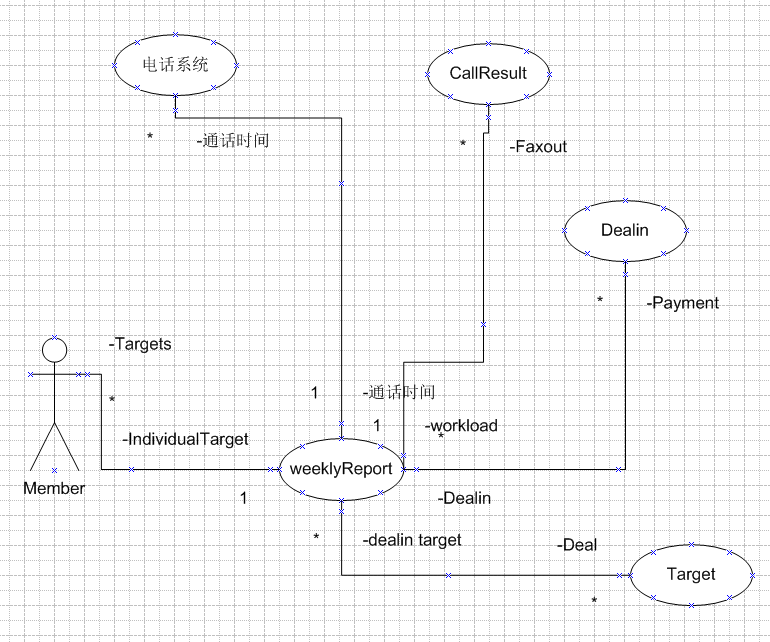 电话系统
CallResult
*
-通话时间
*
-Faxout
Dealin
*
-Payment
-Targets
*
1
-通话时间
1
-workload
*
-IndividualTarget
weeklyReport
Member
1
-Dealin
*
-dealin target
-Deal
Target
*